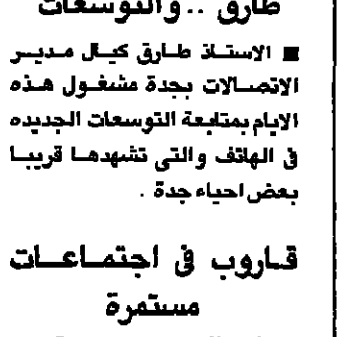 طارق .. والتوسعات
■ الاستاذ طارق كيال مدير
الاتصالات بجدة مشغول هذه
الايام بمتابعة التوسعات الجديده
في الهاتف والتى تشهدها قريبا
بعض احياء جدة .
قاروب في اجتماعات
مستمرة